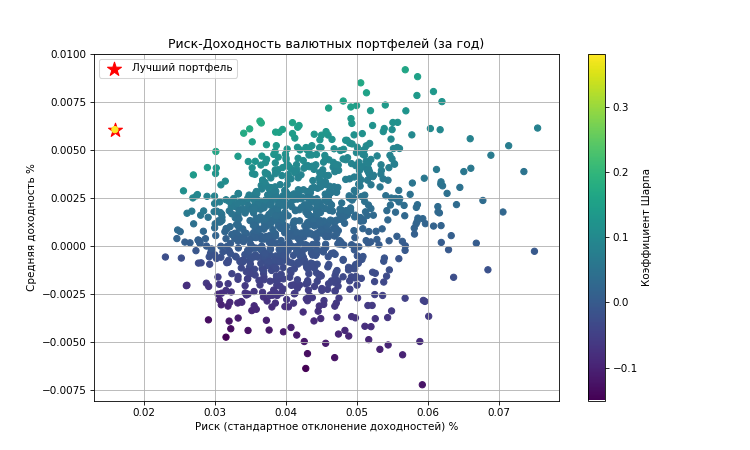 Риск-Доходность валютных портфелей (за год)
Лучший портфель
0.0100
0.0075
0.0050
0.0025
0.0000
−0.0025
−0.0050
−0.0075
Средняя доходность %
0.02 0.03 0.04 0.05 0.06 0.07
Риск (стандартное отклонение доходностей) %
0.3
0.2
0.1
0.0
−0.1
Коэффициент Шарпа